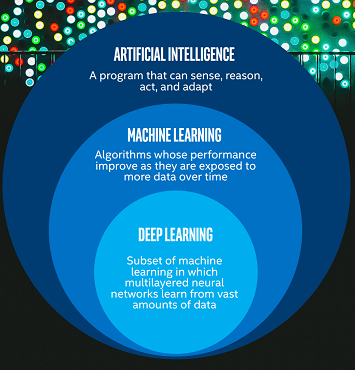 ARTIFICIAL INTELLIGENCE
A program that can sense, reason,
act, and adapt
MACHINE LEARNING
Algorithms whose performance
improve as they are exposed to
more data over time
DEEP LEARNING
Subset of machine
learning in which
multilayered neural
networks learn from vast
amounts of data